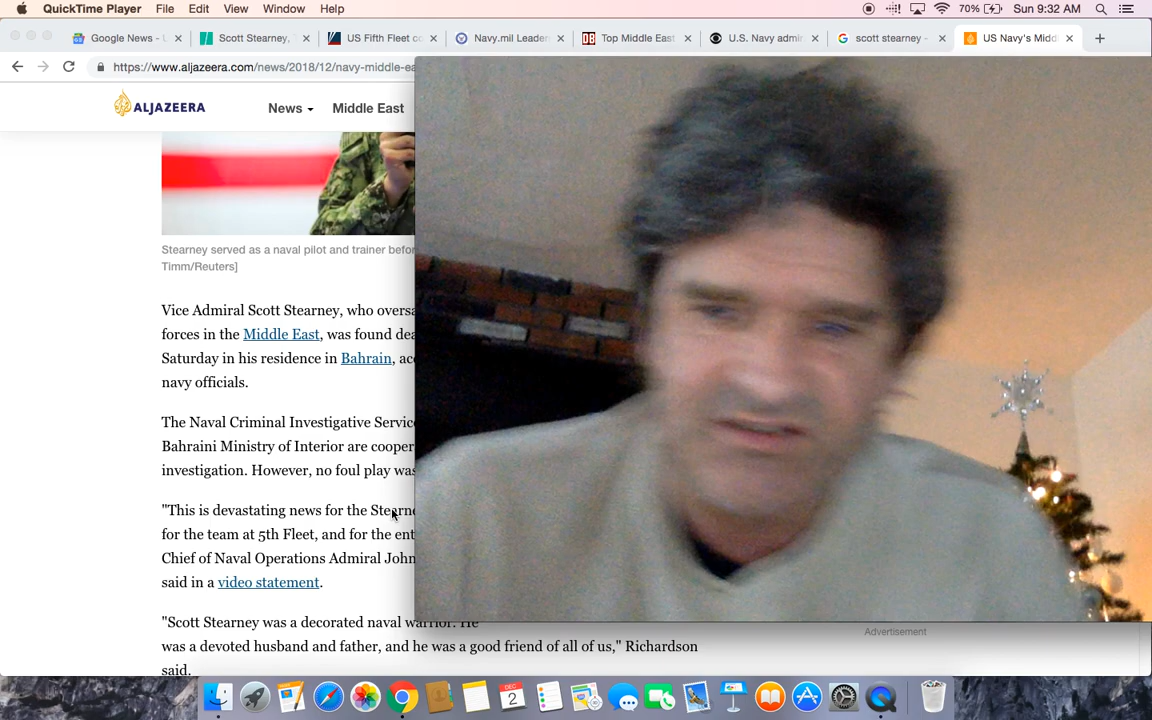 QuickTime Player File Edit View Window Help 70% Sun 9:32 AM
Google News - Scott Stearney, US Fifth Fleet co Navy.mil Leader Top Middle East U.S. Navy admir scott stearney - US Navy's Midd
https://www.aljazeera.com/news/2018/12/navy-middle-ea
ALJAZEERA News Middle East
Stearney served as a naval pilot and trainer befor
Timm/Reuters]
Vice Admiral Scott Stearney, who oversa
forces in the Middle East, was found dea
Saturday in his residence in Bahrain, acc
navy officials.
The Naval Criminal Investigative Servic
Bahraini Ministry of Interior are cooper
investigation. However, no foul play was
"This is devastating news for the Stearne
for the team at 5th Fleet, and for the ent
Chief of Naval Operations Admiral John
said in a video statement.
"Scott Stearney was a decorated naval warrior. He
Advertisement
was a devoted husband and father, and he was a good friend of all of us," Richardson
said.
DEC
2